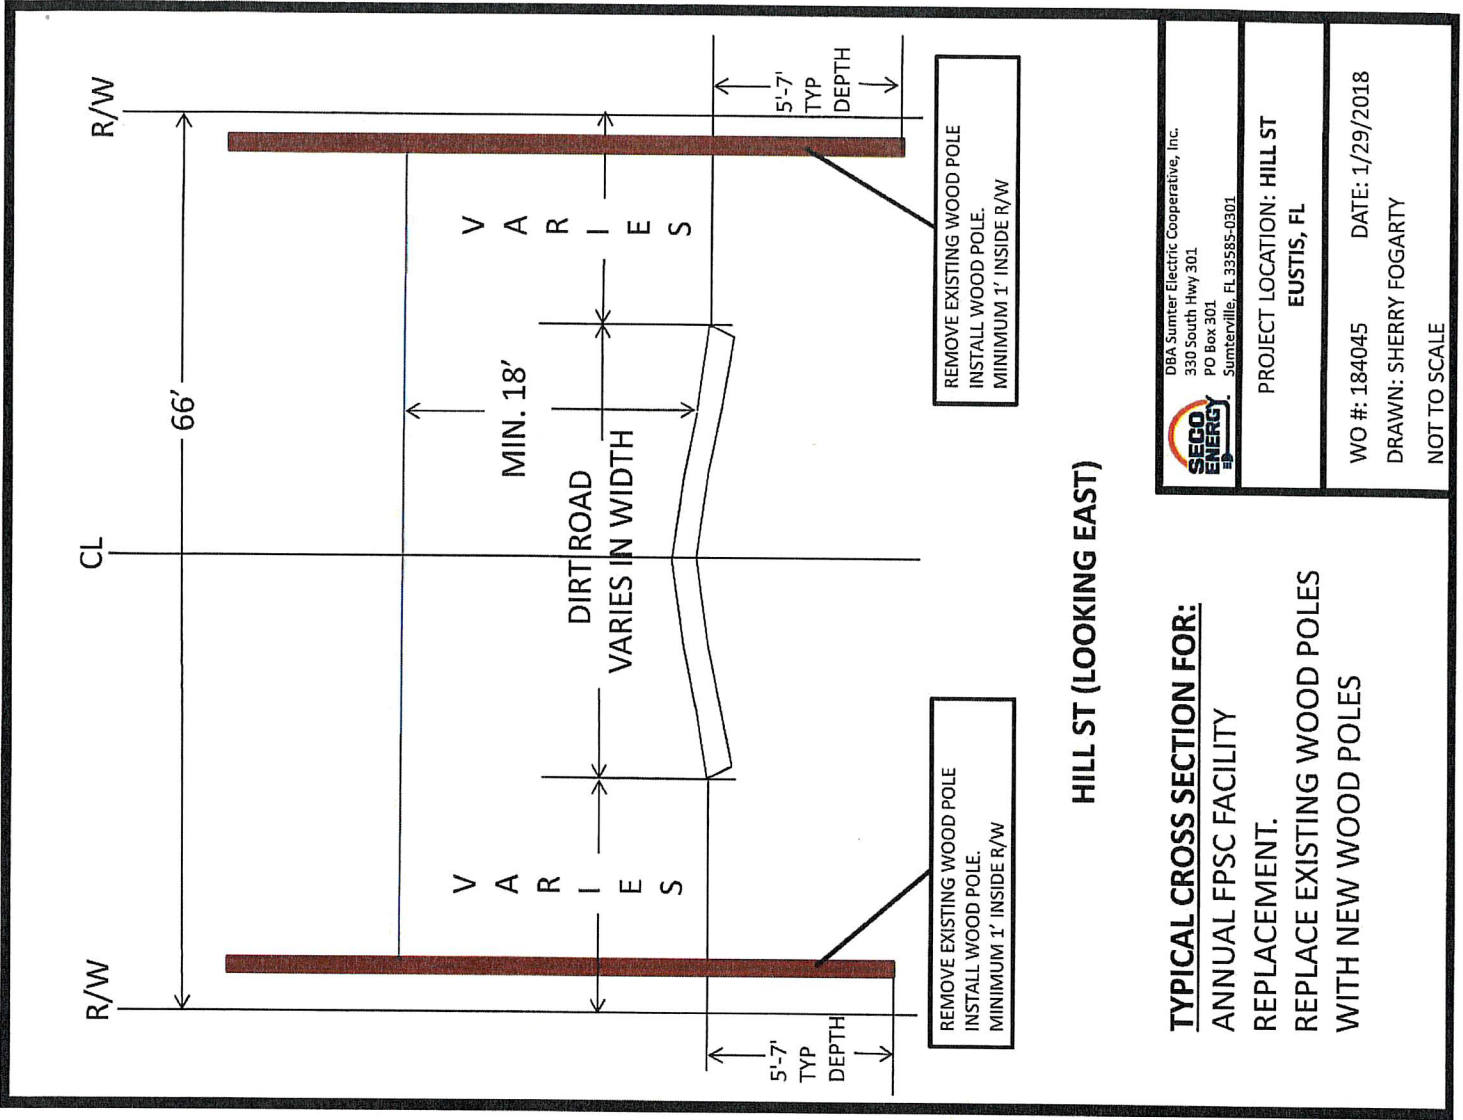 R/W
CL
R/W
66'
MIN. 18'
DIRT ROAD
VARIES IN WIDTH
V
A
R
I
E
S
V
A
R
I
E
S
5'-7'
TYP
DEPTH
5'-7'
TYP
DEPTH
REMOVE EXISTING WOOD POLE
INSTALL WOOD POLE.
MINIMUM 1' INSIDE R/W
REMOVE EXISTING WOOD POLE
INSTALL WOOD POLE.
MINIMUM 1' INSIDE R/W
HILL ST (LOOKING EAST)
TYPICAL CROSS SECTION FOR:
ANNUAL FPSC FACILITY
REPLACEMENT.
REPLACE EXISTING WOOD POLES
WITH NEW WOOD POLES
SECO
ENERGY
DBA Sumter Electric Cooperative, Inc.
330 South Hwy 301
PO Box 301
Sumterville, FL 33585-0301
PROJECT LOCATION: HILL ST
EUSTIS, FL
WO #: 184045 DATE: 1/29/2018
DRAWN: SHERRY FOGARTY
NOT TO SCALE